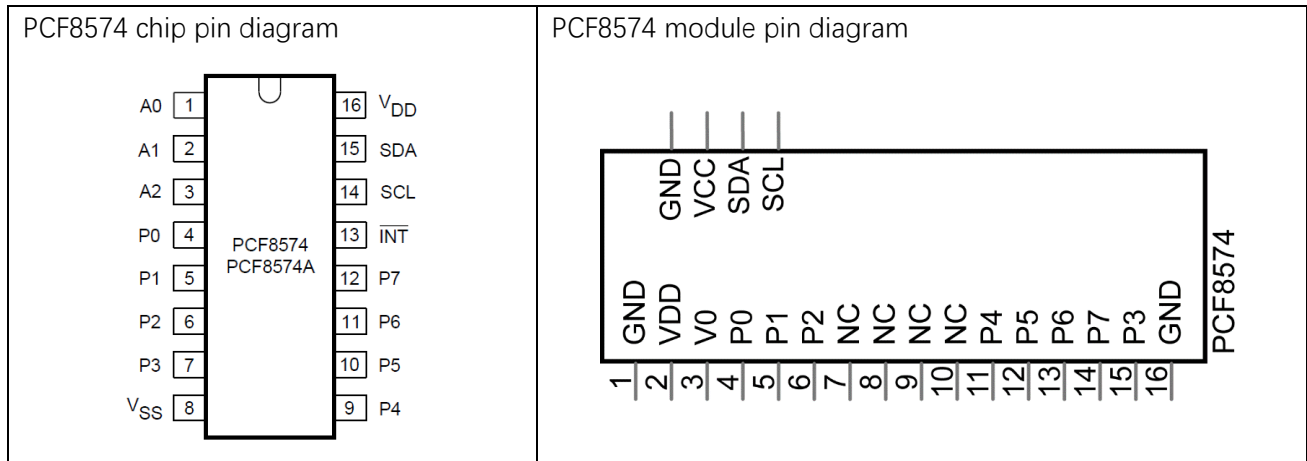 PCF8574 chip pin diagram
PCF8574 module pin diagram
A0 1
16 VDD
A1 2
15 SDA
A2 3
14 SCL
P0 4
13 INT
P1 5
12 P7
P2 6
11 P6
P3 7
10 P5
VSS 8
9 P4
PCF8574
PCF8574A
GND VCC SDA SCL
GND VDD V0 P0 P1 P2 NC NC NC NC P4 P5 P6 P7 P3 GND
1 2 3 4 5 6 7 8 9 10 11 12 13 14 15 16
PCF8574